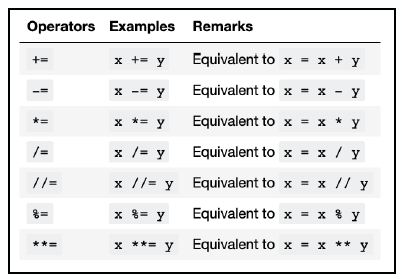 Operators Examples Remarks
+= x += y Equivalent to x = x + y
-= x -= y Equivalent to x = x - y
*= x *= y Equivalent to x = x * y
/= x /= y Equivalent to x = x / y
//= x //= y Equivalent to x = x // y
%= x %= y Equivalent to x = x % y
**= x **= y Equivalent to x = x ** y